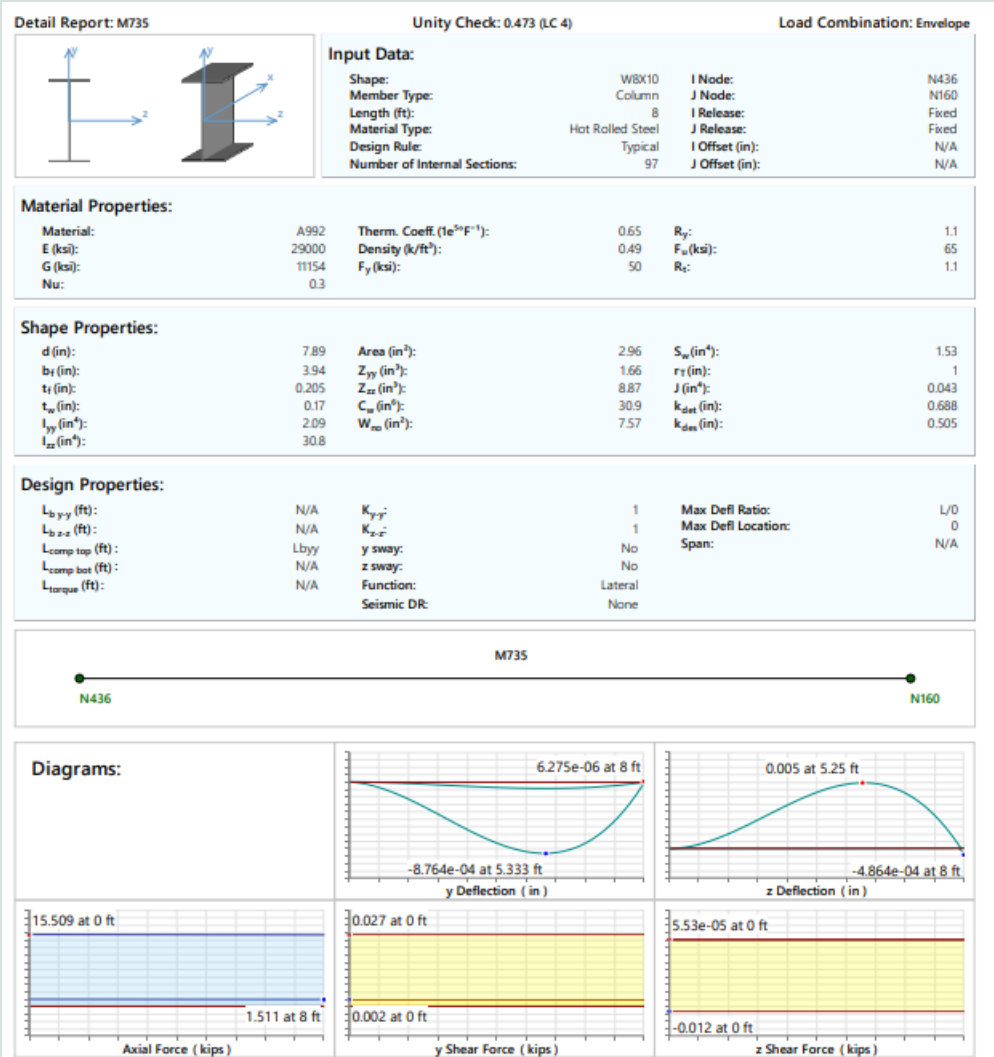 Detail Report: M735 Unity Check: 0.473 (LC 4) Load Combination: Envelope
y
z
y
x
z
Input Data:
Shape: W8X10 I Node: N436
Member Type: Column J Node: N160
Length (ft): 8 I Release: Fixed
Material Type: Hot Rolled Steel J Release: Fixed
Design Rule: Typical I Offset (in): N/A
Number of Internal Sections: 97 J Offset (in): N/A
Material Properties:
Material: A992 Therm. Coeff. (1e⁵°F⁻¹): 0.65 Ry: 1.1
E (ksi): 29000 Density (k/ft³): 0.49 Fu (ksi): 65
G (ksi): 11154 Fy (ksi): 50 Rt: 1.1
Nu: 0.3
Shape Properties:
d (in): 7.89 Area (in²): 2.96 Sw (in⁴): 1.53
bf (in): 3.94 Zyy (in³): 1.66 rT (in): 1
tf (in): 0.205 Zzz (in³): 8.87 J (in⁴): 0.043
tw (in): 0.17 Cw (in⁶): 30.9 kdet (in): 0.688
Iyy (in⁴): 2.09 Wno (in²): 7.57 kdes (in): 0.505
Izz (in⁴): 30.8
Design Properties:
Lb y-y (ft): N/A Ky-y: 1 Max Defl Ratio: L/0
Lb z-z (ft): N/A Kz-z: 1 Max Defl Location: 0
Lcomp top (ft): Lbyy y sway: No Span: N/A
Lcomp bot (ft): N/A z sway: No
Ltorque (ft): N/A Function: Lateral
Seismic DR: None
M735
N436 N160
Diagrams:
6.275e-06 at 8 ft
-8.764e-04 at 5.333 ft
y Deflection ( in )
0.005 at 5.25 ft
-4.864e-04 at 8 ft
z Deflection ( in )
15.509 at 0 ft
1.511 at 8 ft
Axial Force ( kips )
0.027 at 0 ft
0.002 at 0 ft
y Shear Force ( kips )
5.53e-05 at 0 ft
-0.012 at 0 ft
z Shear Force ( kips )